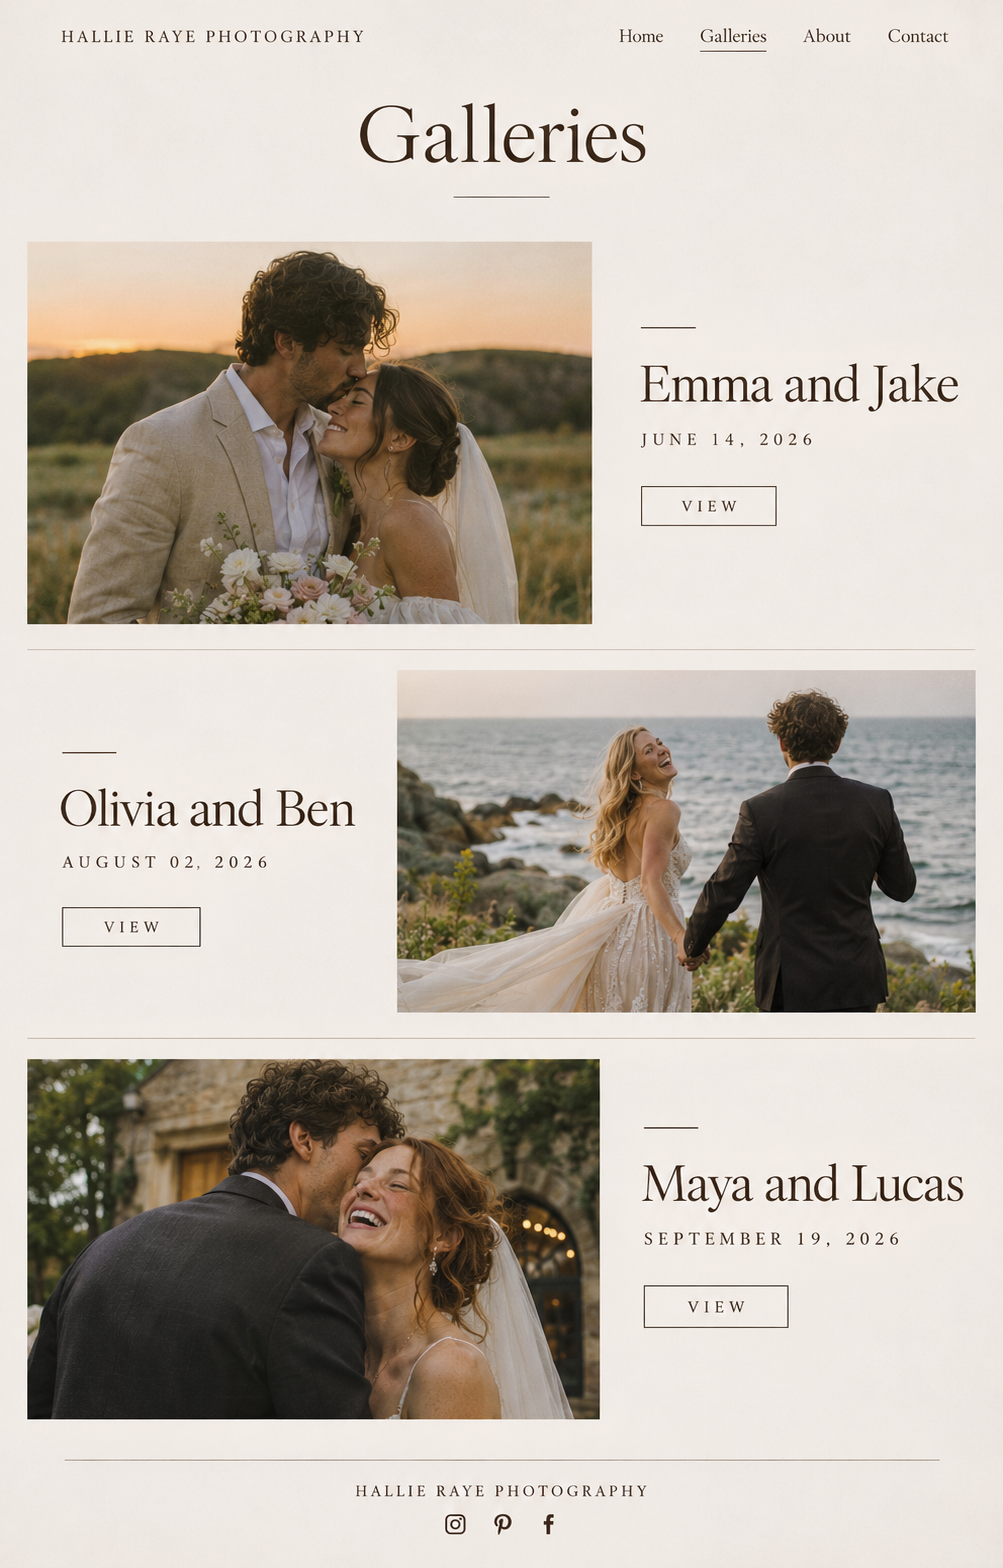 HALLIE RAYE PHOTOGRAPHY
Home Galleries About Contact
Galleries
Emma and Jake
JUNE 14, 2026
VIEW
Olivia and Ben
AUGUST 02, 2026
VIEW
Maya and Lucas
SEPTEMBER 19, 2026
VIEW
HALLIE RAYE PHOTOGRAPHY